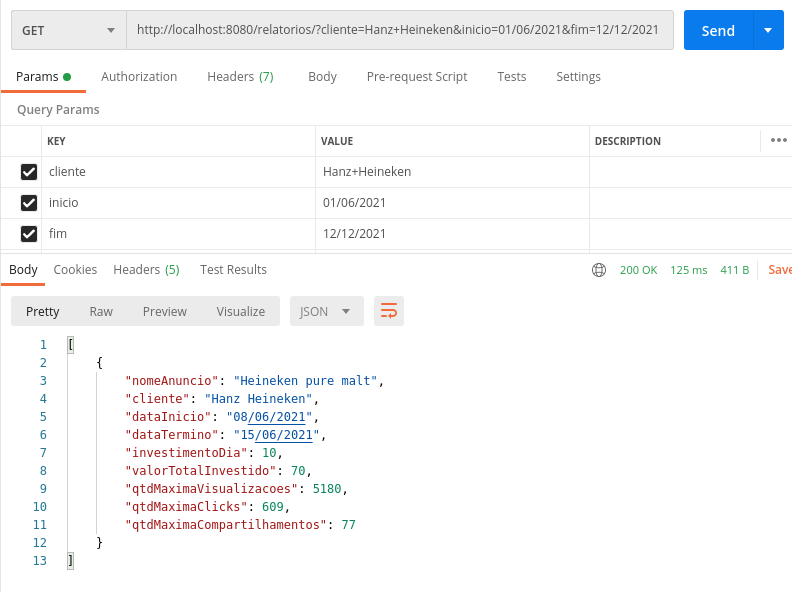 GET http://localhost:8080/relatorios/?cliente=Hanz+Heineken&inicio=01/06/2021&fim=12/12/2021 Send
Params Authorization Headers (7) Body Pre-request Script Tests Settings
Query Params
KEY VALUE DESCRIPTION
cliente Hanz+Heineken
inicio 01/06/2021
fim 12/12/2021
Body Cookies Headers (5) Test Results 200 OK 125 ms 411 B Save
Pretty Raw Preview Visualize JSON
1 [
2 {
3 "nomeAnuncio": "Heineken pure malt",
4 "cliente": "Hanz Heineken",
5 "dataInicio": "08/06/2021",
6 "dataTermino": "15/06/2021",
7 "investimentoDia": 10,
8 "valorTotalInvestido": 70,
9 "qtdMaximaVisualizacoes": 5180,
10 "qtdMaximaClicks": 609,
11 "qtdMaximaCompartilhamentos": 77
12 }
13 ]